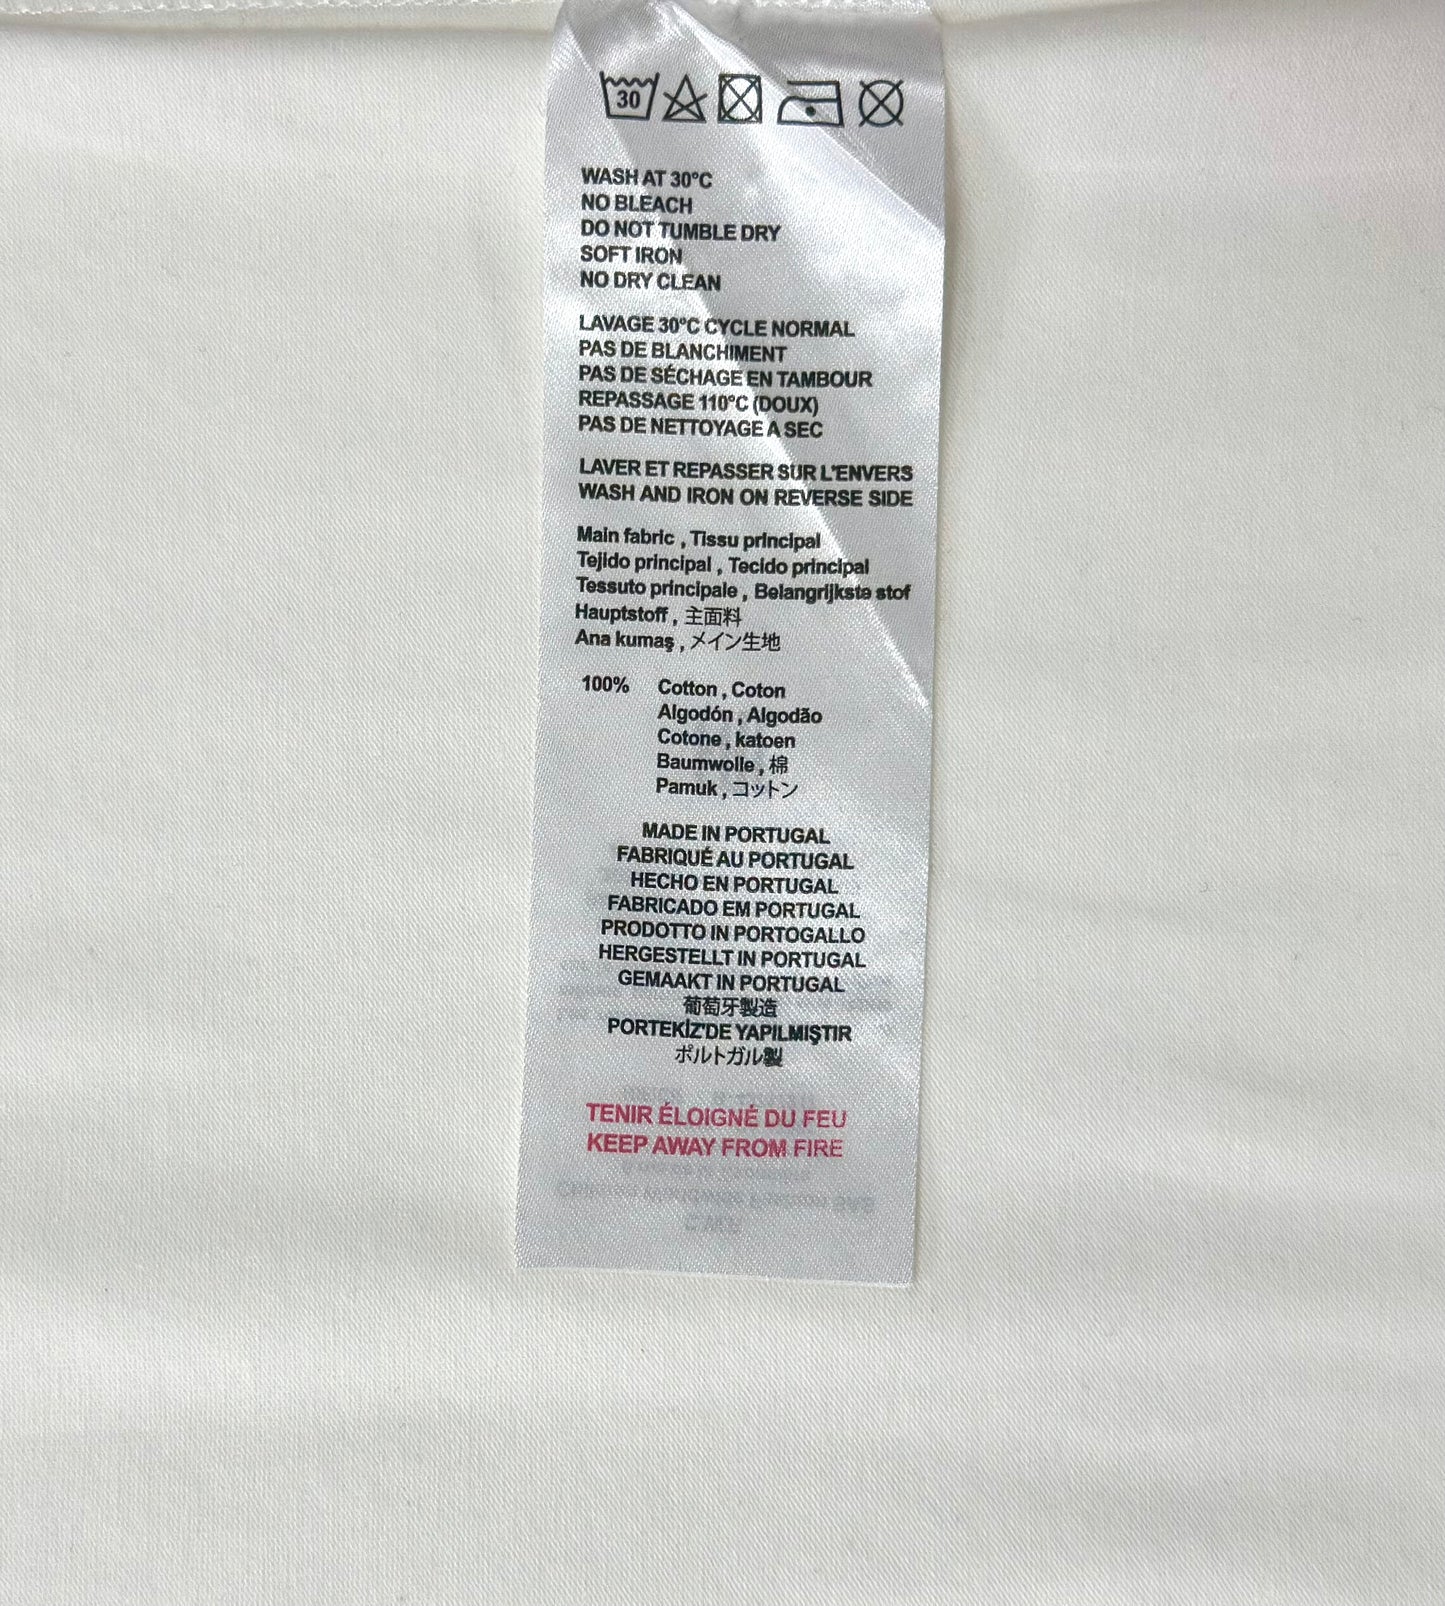 30
WASH AT 30°C
NO BLEACH
DO NOT TUMBLE DRY
SOFT IRON
NO DRY CLEAN
LAVAGE 30°C CYCLE NORMAL
PAS DE BLANCHIMENT
PAS DE SÉCHAGE EN TAMBOUR
REPASSAGE 110°C (DOUX)
PAS DE NETTOYAGE A SEC
LAVER ET REPASSER SUR L'ENVERS
WASH AND IRON ON REVERSE SIDE
Main fabric , Tissu principal
Tejido principal , Tecido principal
Tessuto principale , Belangrijkste stof
Hauptstoff , 主面料
Ana kumaş , メイン生地
100% Cotton , Coton
Algodón , Algodão
Cotone , katoen
Baumwolle , 棉
Pamuk , コットン
MADE IN PORTUGAL
FABRIQUÉ AU PORTUGAL
HECHO EN PORTUGAL
FABRICADO EM PORTUGAL
PRODOTTO IN PORTOGALLO
HERGESTELLT IN PORTUGAL
GEMAAKT IN PORTUGAL
葡萄牙製造
PORTEKİZ'DE YAPILMIŞTIR
ポルトガル製
TENIR ÉLOIGNÉ DU FEU
KEEP AWAY FROM FIRE